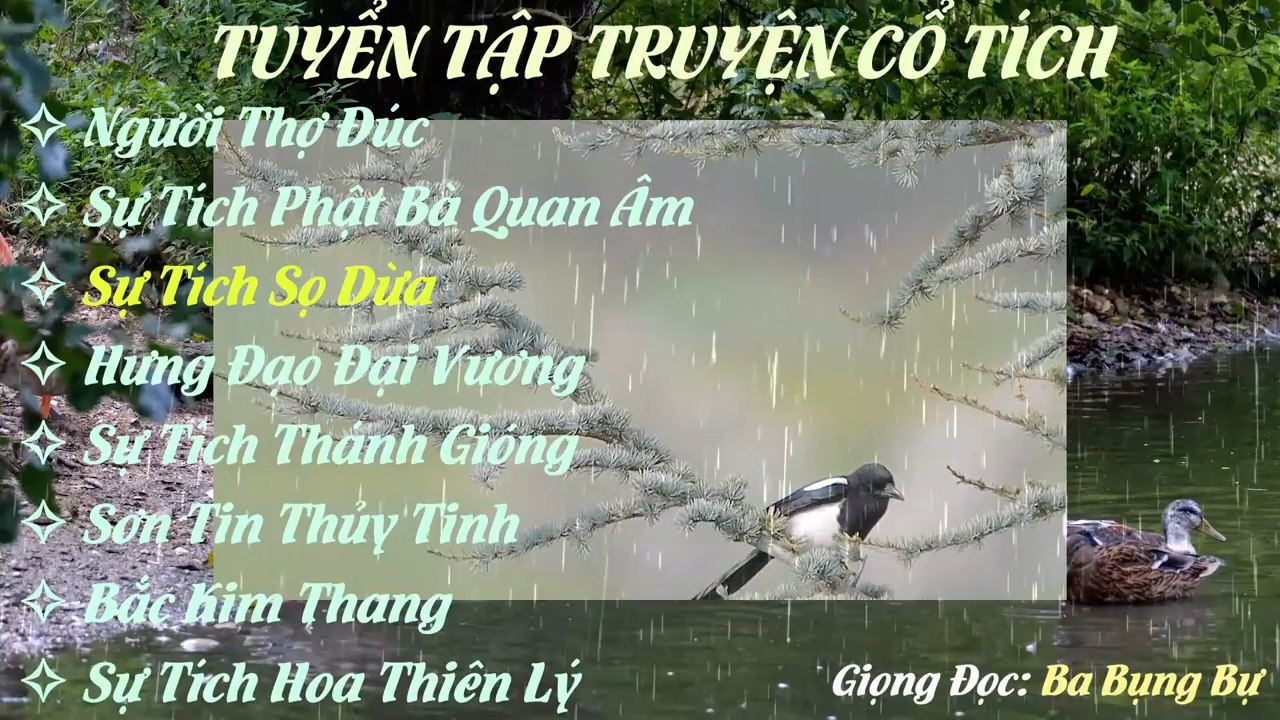 TUYỂN TẬP TRUYỆN CỔ TÍCH
Người Thợ Đúc
Sự Tích Phật Bà Quan Âm
Sự Tích Sọ Dừa
Hưng Đạo Đại Vương
Sự Tích Thánh Gióng
Sơn Tin Thủy Tinh
Bắc Kim Thang
Sự Tích Hoa Thiên Lý
Giọng Đọc: Ba Bụng Bự